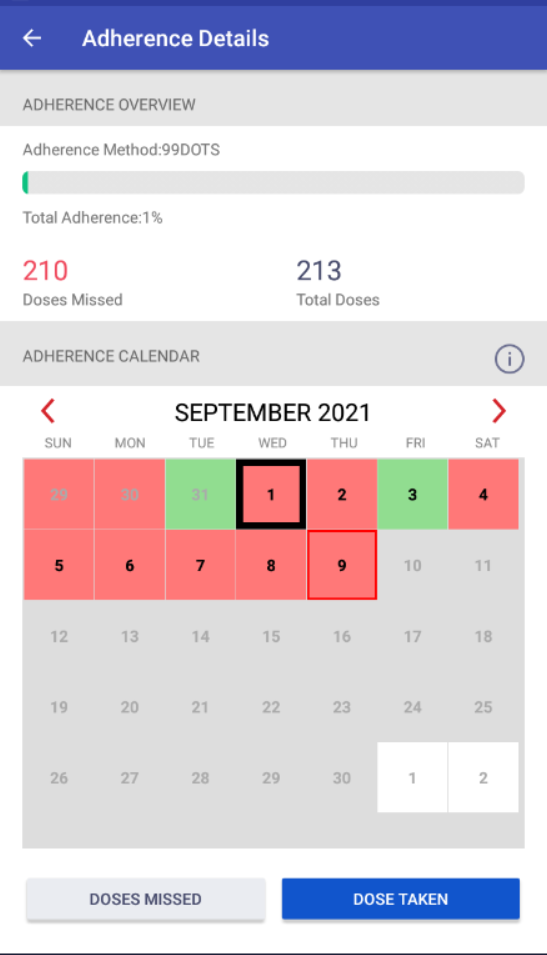 Adherence Details
ADHERENCE OVERVIEW
Adherence Method:99DOTS
Total Adherence:1%
210 213
Doses Missed Total Doses
ADHERENCE CALENDAR
SEPTEMBER 2021
SUN MON TUE WED THU FRI SAT
29 30 31 1 2 3 4
5 6 7 8 9 10 11
12 13 14 15 16 17 18
19 20 21 22 23 24 25
26 27 28 29 30 1 2
DOSES MISSED DOSE TAKEN